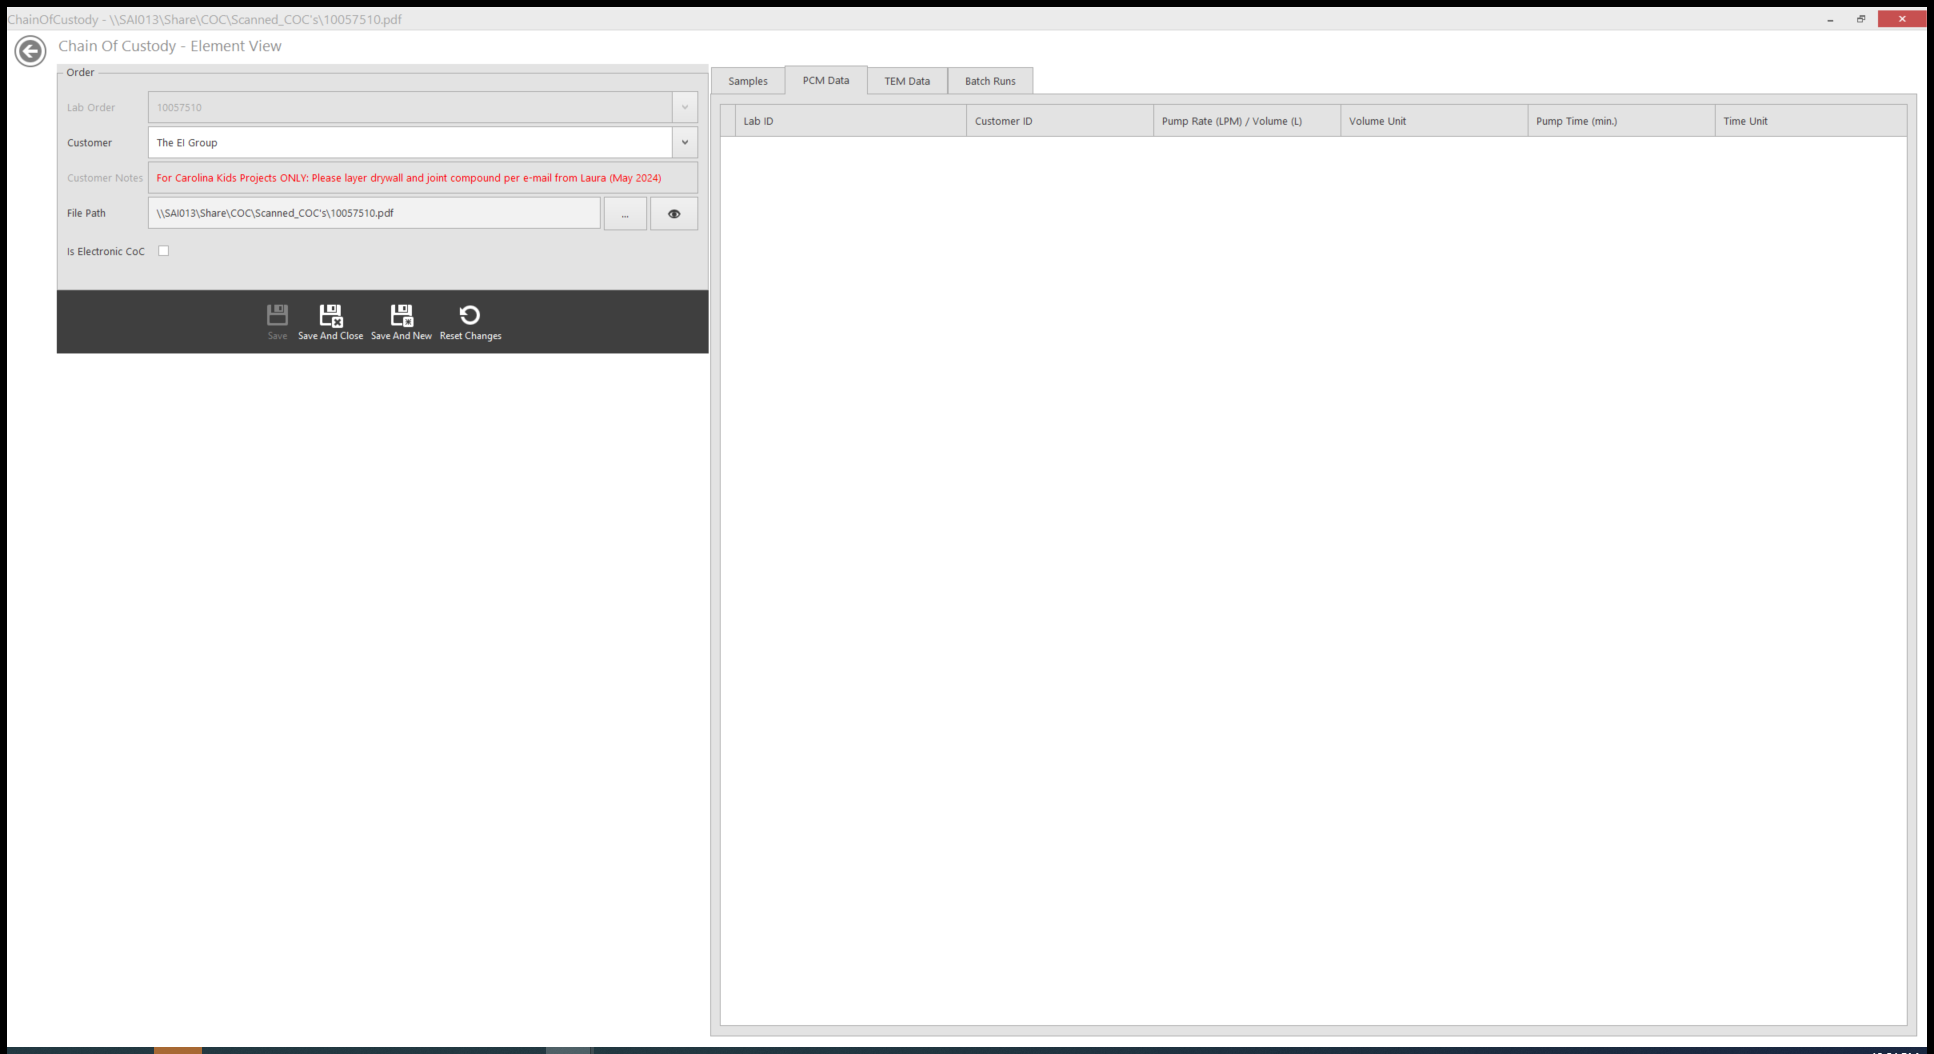 ChainOfCustody - \\SAI013\Share\COC\Scanned_COC's\10057510.pdf
Chain Of Custody - Element View
Order
Lab Order
10057510
Customer
The EI Group
Customer Notes
For Carolina Kids Projects ONLY: Please layer drywall and joint compound per e-mail from Laura (May 2024)
File Path
\\SAI013\Share\COC\Scanned_COC's\10057510.pdf
...
Is Electronic CoC
Save
Save And Close
Save And New
Reset Changes
Samples
PCM Data
TEM Data
Batch Runs
Lab ID
Customer ID
Pump Rate (LPM) / Volume (L)
Volume Unit
Pump Time (min.)
Time Unit